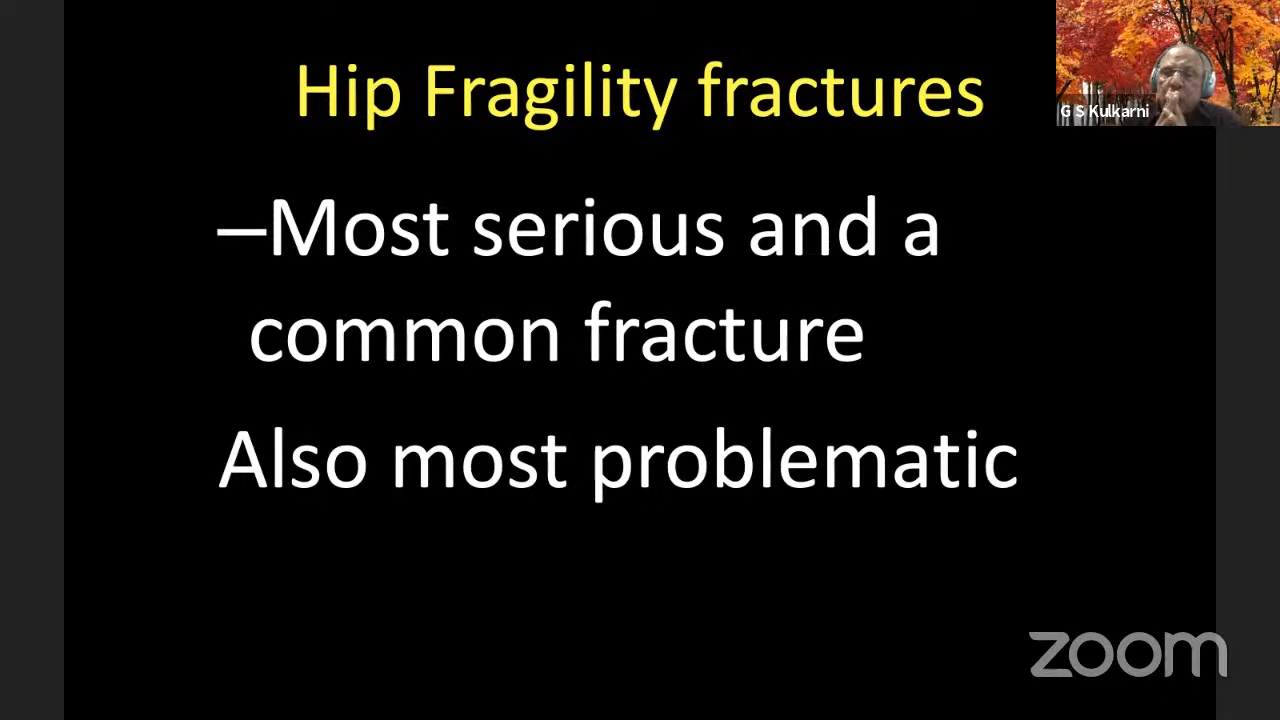 Hip Fragility fractures
G S Kulkarni
–Most serious and a
common fracture
Also most problematic
zoom